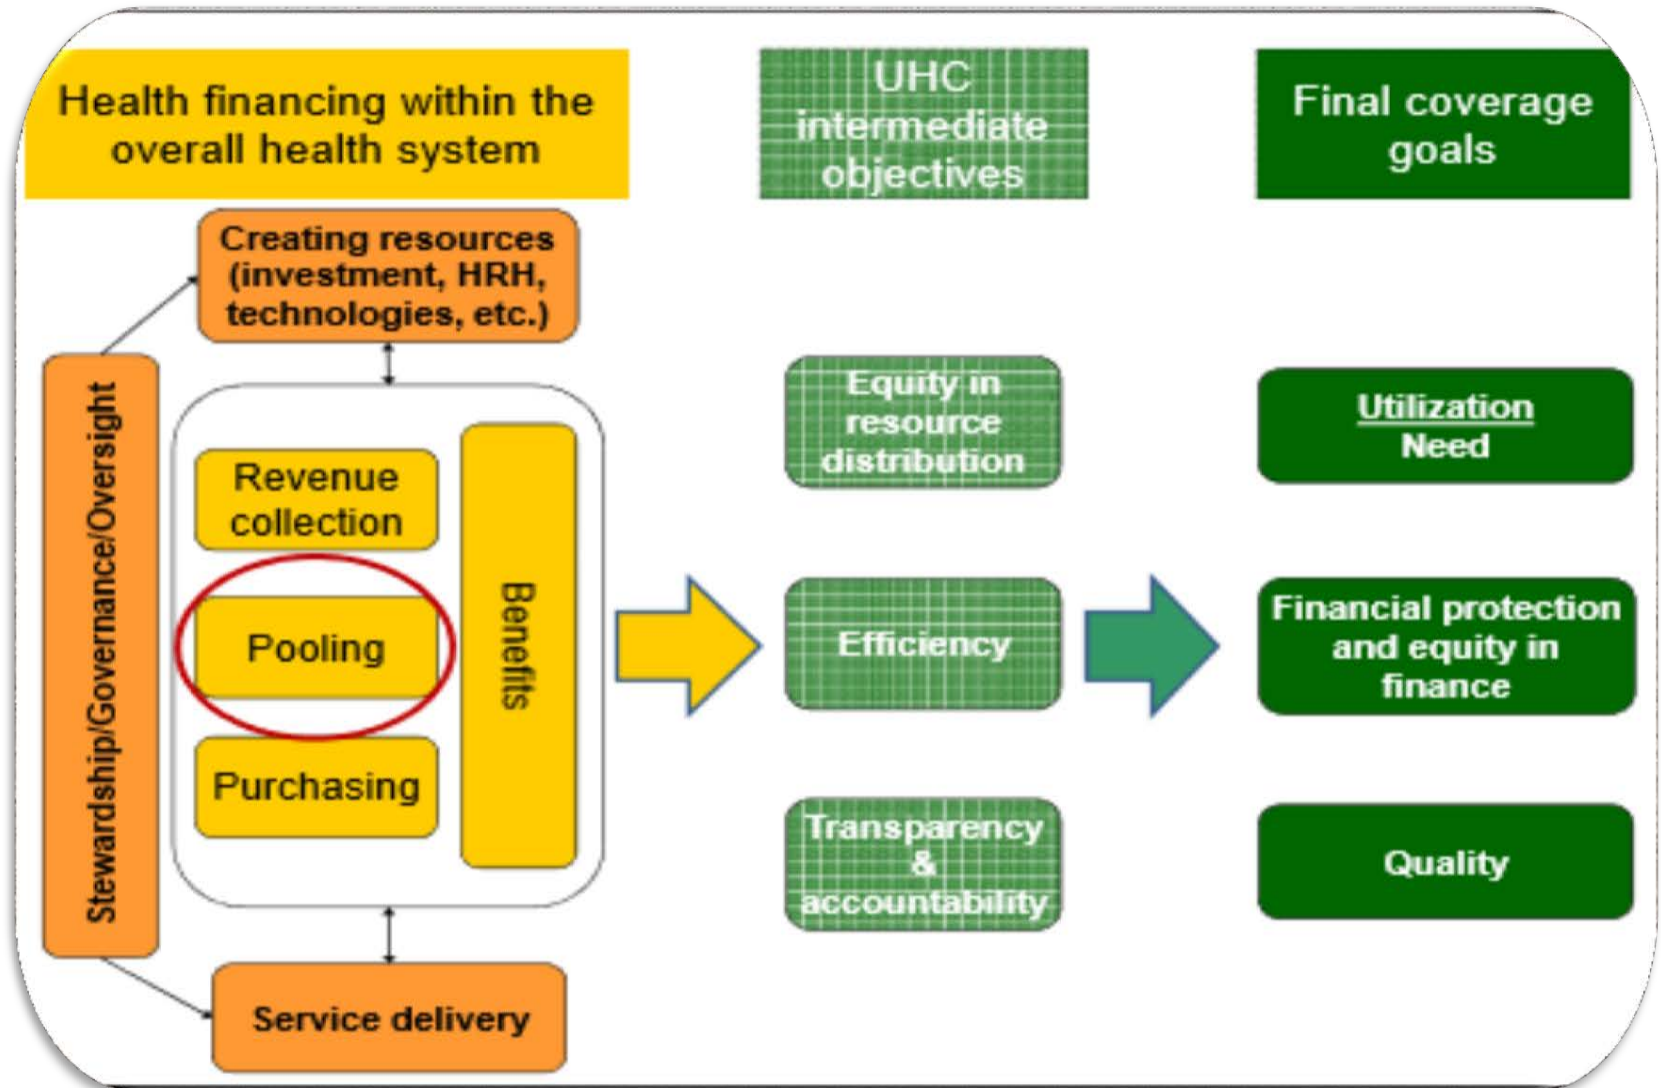 Health financing within the
overall health system
UHC
intermediate
objectives
Final coverage
goals
Creating resources
(investment, HRH,
technologies, etc.)
Stewardship/Governance/Oversight
Revenue
collection
Pooling
Purchasing
Benefits
Service delivery
Equity in
resource
distribution
Efficiency
Transparency
&
accountability
Utilization
Need
Financial protection
and equity in
finance
Quality